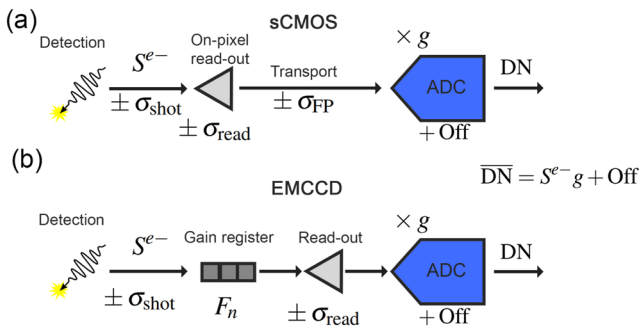 (a)
sCMOS
Detection
On-pixel
read-out
Transport
S^{e−}
± σ_shot
± σ_read
± σ_FP
× g
ADC
+ Off
DN
(b)
EMCCD
\overline{DN} = S^{e−}g + Off
Detection
S^{e−}
± σ_shot
Gain register
F_n
Read-out
± σ_read
× g
ADC
+ Off
DN